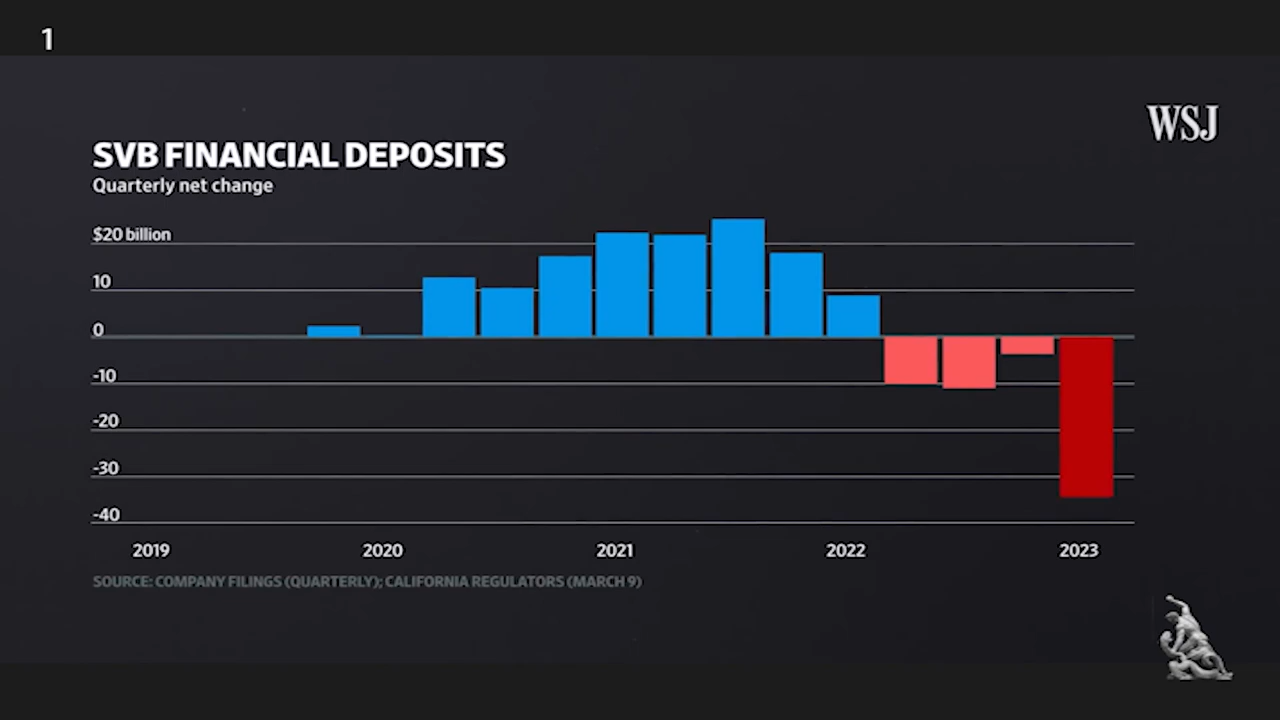 1
WSJ
SVB FINANCIAL DEPOSITS
Quarterly net change
$20 billion
10
0
-10
-20
-30
-40
2019 2020 2021 2022 2023
SOURCE: COMPANY FILINGS (QUARTERLY); CALIFORNIA REGULATORS (MARCH 9)